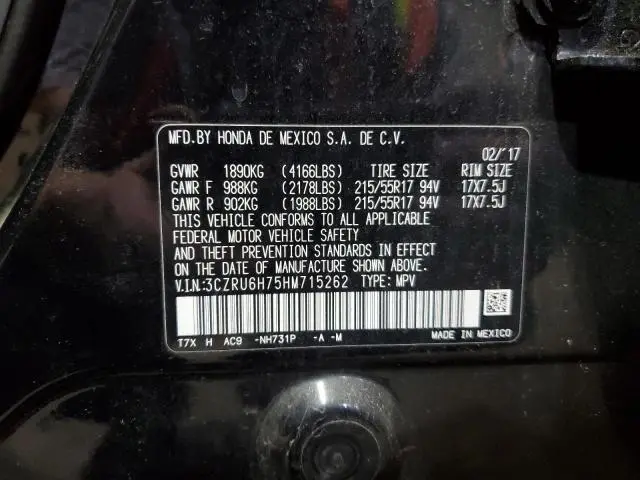 MFD.BY HONDA DE MEXICO S.A. DE C.V.
02/17
GVWR 1890KG (4166LBS) TIRE SIZE RIM SIZE
GAWR F 988KG (2178LBS) 215/55R17 94V 17X7.5J
GAWR R 902KG (1988LBS) 215/55R17 94V 17X7.5J
THIS VEHICLE CONFORMS TO ALL APPLICABLE
FEDERAL MOTOR VEHICLE SAFETY
AND THEFT PREVENTION STANDARDS IN EFFECT
ON THE DATE OF MANUFACTURE SHOWN ABOVE.
V.I.N:3CZRU6H75HM715262 TYPE: MPV
T7X H AC9 -NH731P -A -M MADE IN MEXICO